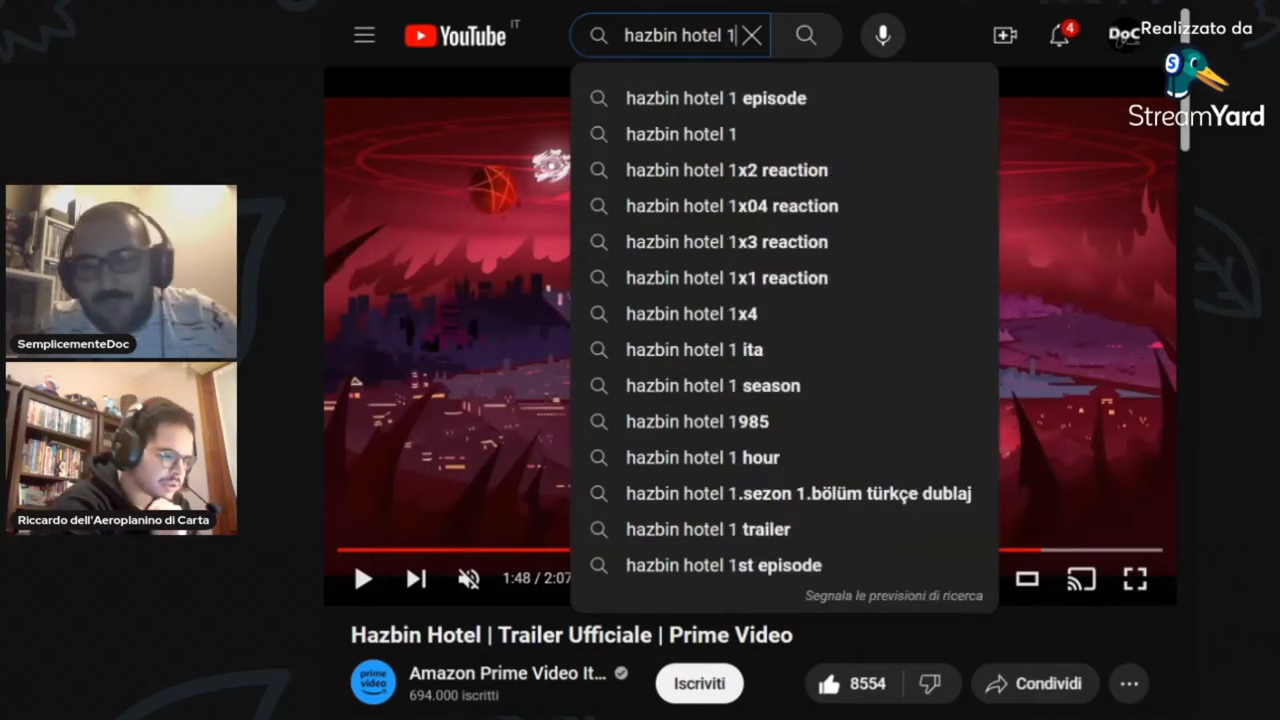 YouTube IT
hazbin hotel 1
4
DoC
Realizzato da
S
StreamYard
hazbin hotel 1 episode
hazbin hotel 1
hazbin hotel 1x2 reaction
hazbin hotel 1x04 reaction
hazbin hotel 1x3 reaction
hazbin hotel 1x1 reaction
hazbin hotel 1x4
hazbin hotel 1 ita
hazbin hotel 1 season
hazbin hotel 1985
hazbin hotel 1 hour
hazbin hotel 1.sezon 1.bölüm türkçe dublaj
hazbin hotel 1 trailer
hazbin hotel 1st episode
Segnala le previsioni di ricerca
SemplicementeDoc
Riccardo dell'Aeroplanino di Carta
1:48 / 2:07
Hazbin Hotel | Trailer Ufficiale | Prime Video
prime video
Amazon Prime Video It...
694.000 iscritti
Iscriviti
8554
Condividi